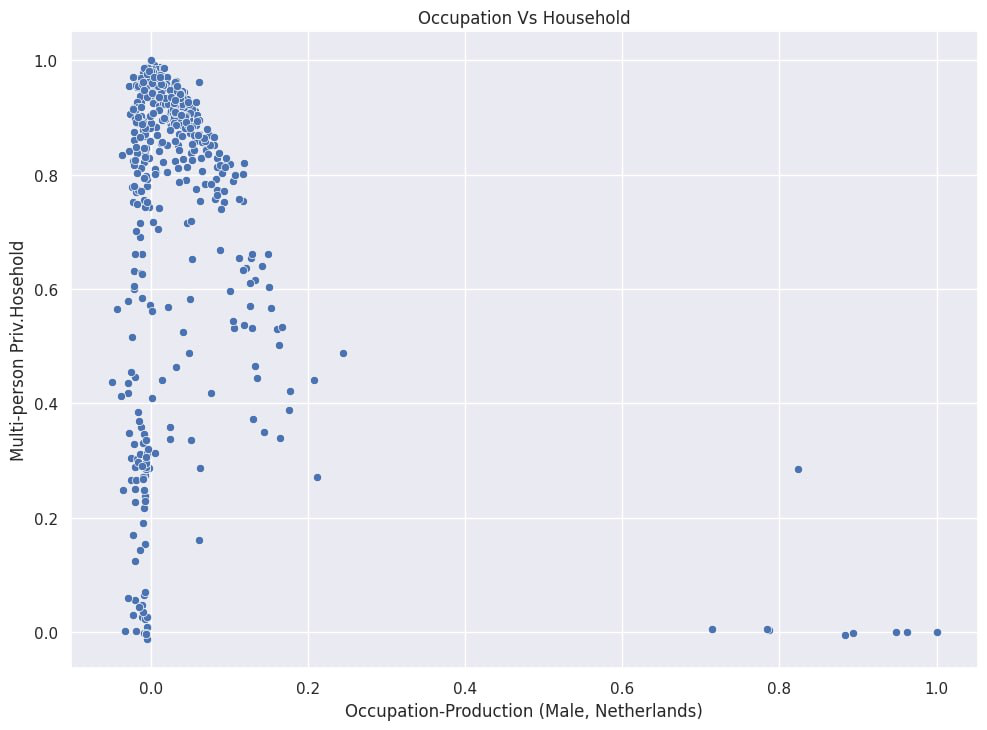 Occupation Vs Household
Multi-person Priv.Hosehold
1.0
0.8
0.6
0.4
0.2
0.0
0.0 0.2 0.4 0.6 0.8 1.0
Occupation-Production (Male, Netherlands)